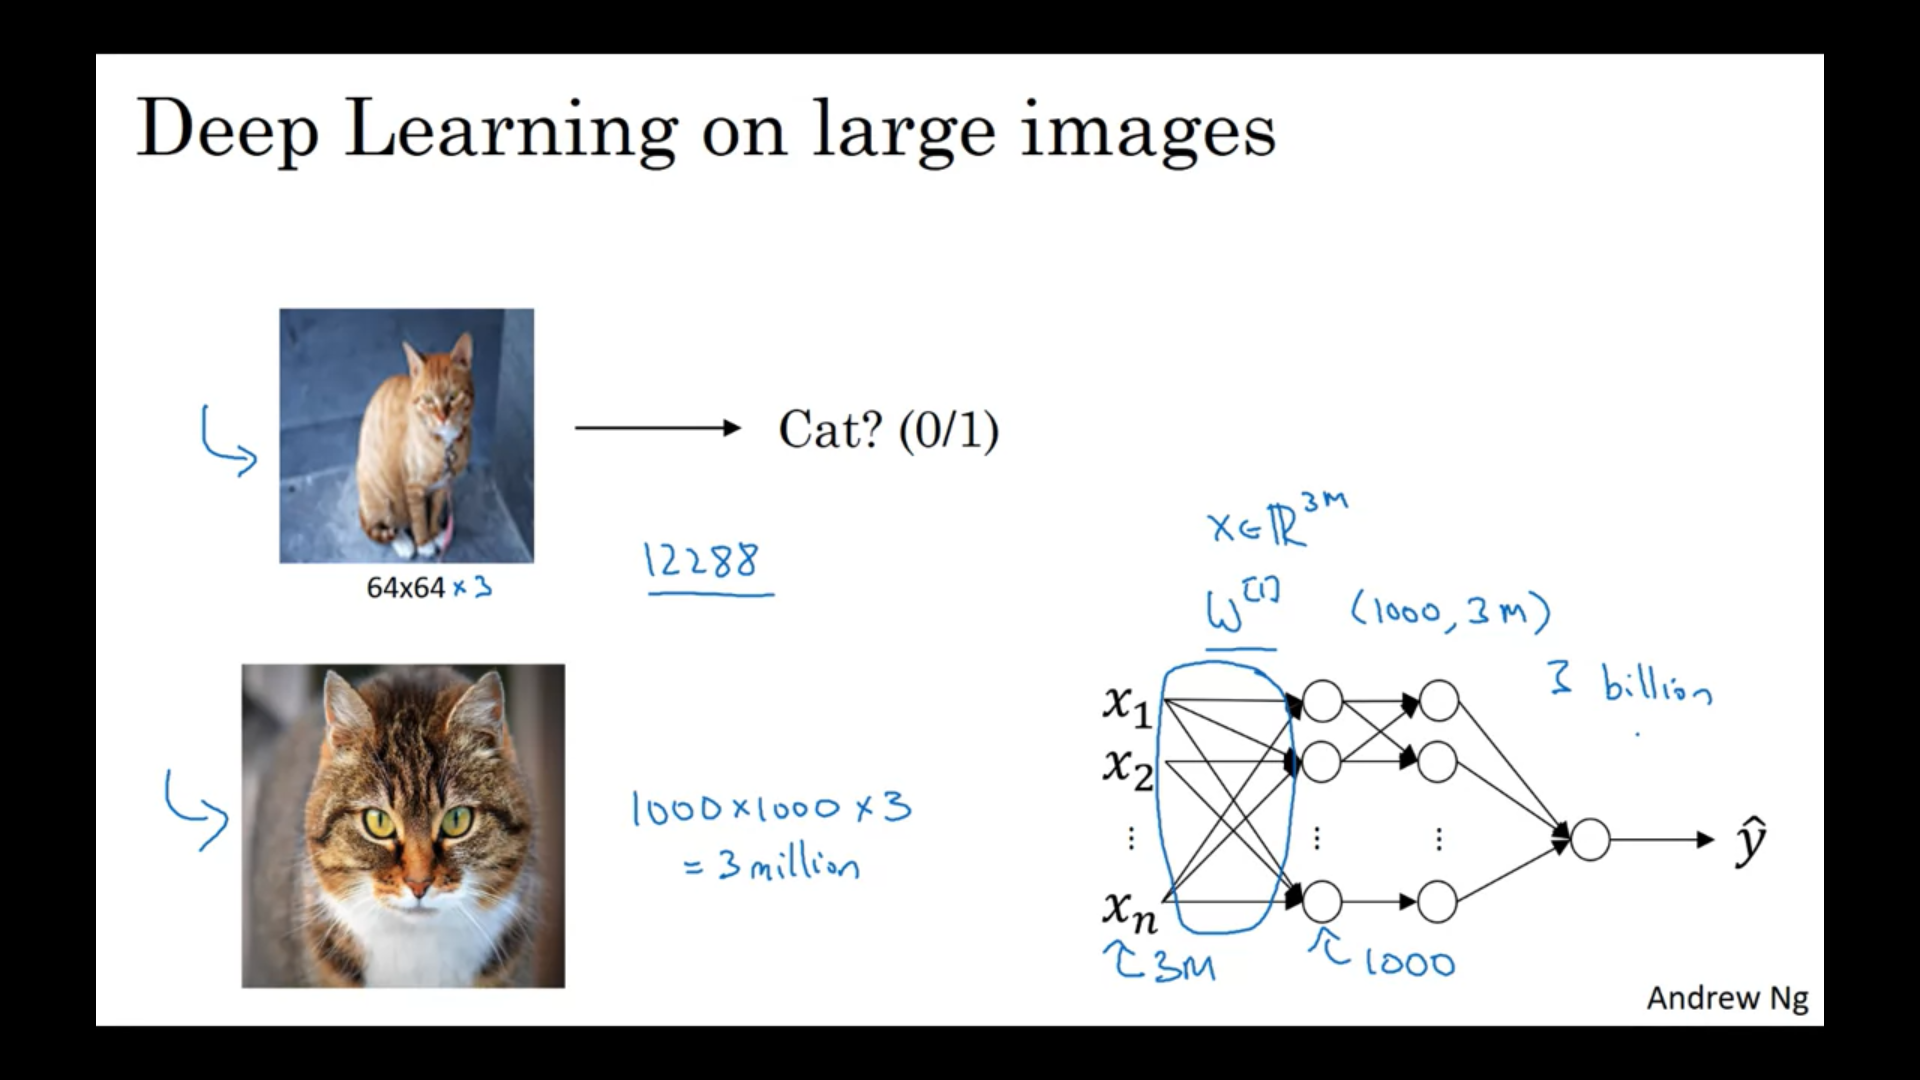 Deep Learning on large images
Cat? (0/1)
64x64 × 3
12288
1000×1000×3
= 3 million
x∈ℝ^3M
W^[1] (1000, 3M)
3 billion
x₁
x₂
⋮ ⋮ ⋮
xₙ
ŷ
3M
1000
Andrew Ng